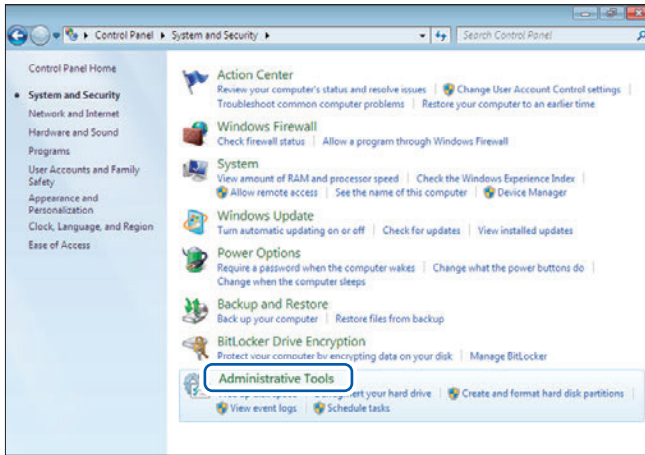 Control Panel ▸ System and Security ▸
Search Control Panel
Control Panel Home
System and Security
Network and Internet
Hardware and Sound
Programs
User Accounts and Family
Safety
Appearance and
Personalization
Clock, Language, and Region
Ease of Access
Action Center
Review your computer's status and resolve issues | Change User Account Control settings |
Troubleshoot common computer problems | Restore your computer to an earlier time
Windows Firewall
Check firewall status | Allow a program through Windows Firewall
System
View amount of RAM and processor speed | Check the Windows Experience Index |
Allow remote access | See the name of this computer | Device Manager
Windows Update
Turn automatic updating on or off | Check for updates | View installed updates
Power Options
Require a password when the computer wakes | Change what the power buttons do |
Change when the computer sleeps
Backup and Restore
Back up your computer | Restore files from backup
BitLocker Drive Encryption
Protect your computer by encrypting data on your disk | Manage BitLocker
Administrative Tools
your hard drive | Create and format hard disk partitions |
View event logs | Schedule tasks